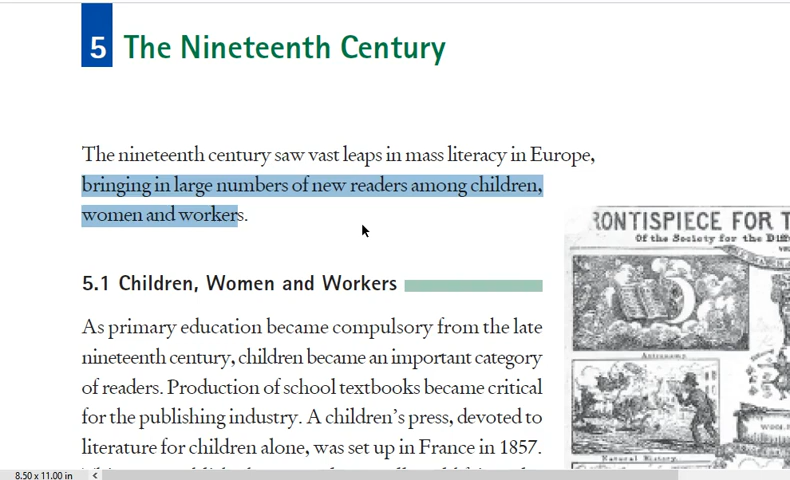 5 The Nineteenth Century
The nineteenth century saw vast leaps in mass literacy in Europe,
bringing in large numbers of new readers among children,
women and workers.
RONTISPIECE FOR T
Of the Society for the Diff
5.1 Children, Women and Workers
As primary education became compulsory from the late
nineteenth century, children became an important category
Astronomy.
of readers. Production of school textbooks became critical
for the publishing industry. A children's press, devoted to
literature for children alone, was set up in France in 1857.
Natural History.
8.50 x 11.00 in